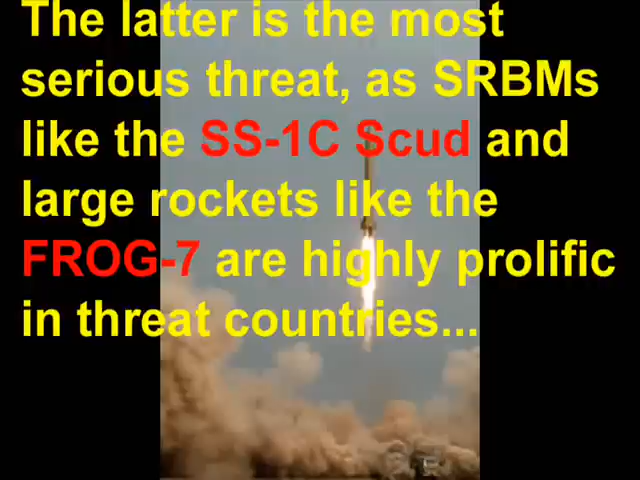 The latter is the most
serious threat, as SRBMs
like the SS-1C Scud and
large rockets like the
FROG-7 are highly prolific
in threat countries...